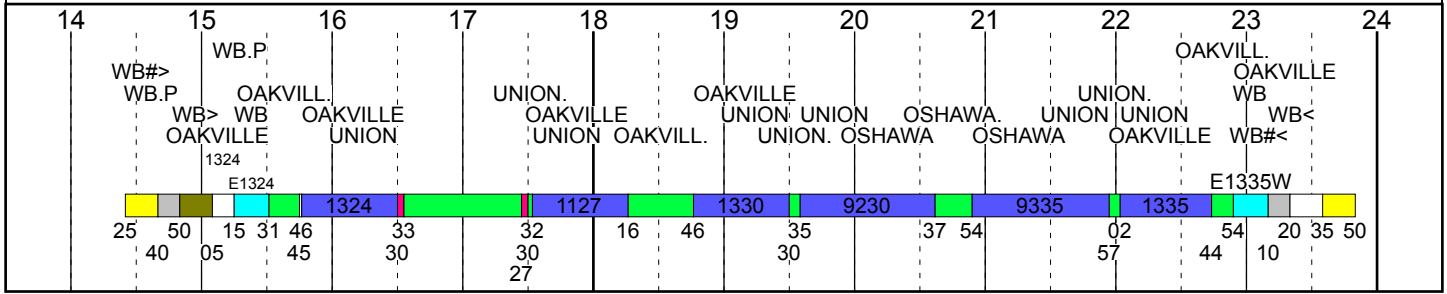 14 15 16 17 18 19 20 21 22 23 24
WB.P OAKVILL.
WB#> OAKVILLE
WB.P OAKVILL. UNION. OAKVILLE UNION. WB
WB> WB OAKVILLE OAKVILLE UNION UNION OSHAWA. UNION UNION WB<
OAKVILLE UNION UNION OAKVILL. UNION. OSHAWA OSHAWA OAKVILLE WB#<
1324
E1324 E1335W
1324 1127 1330 9230 9335 1335
25 50 15 31 46 33 32 16 46 35 37 54 02 54 20 35 50
40 05 45 30 30 30 57 44 10
27